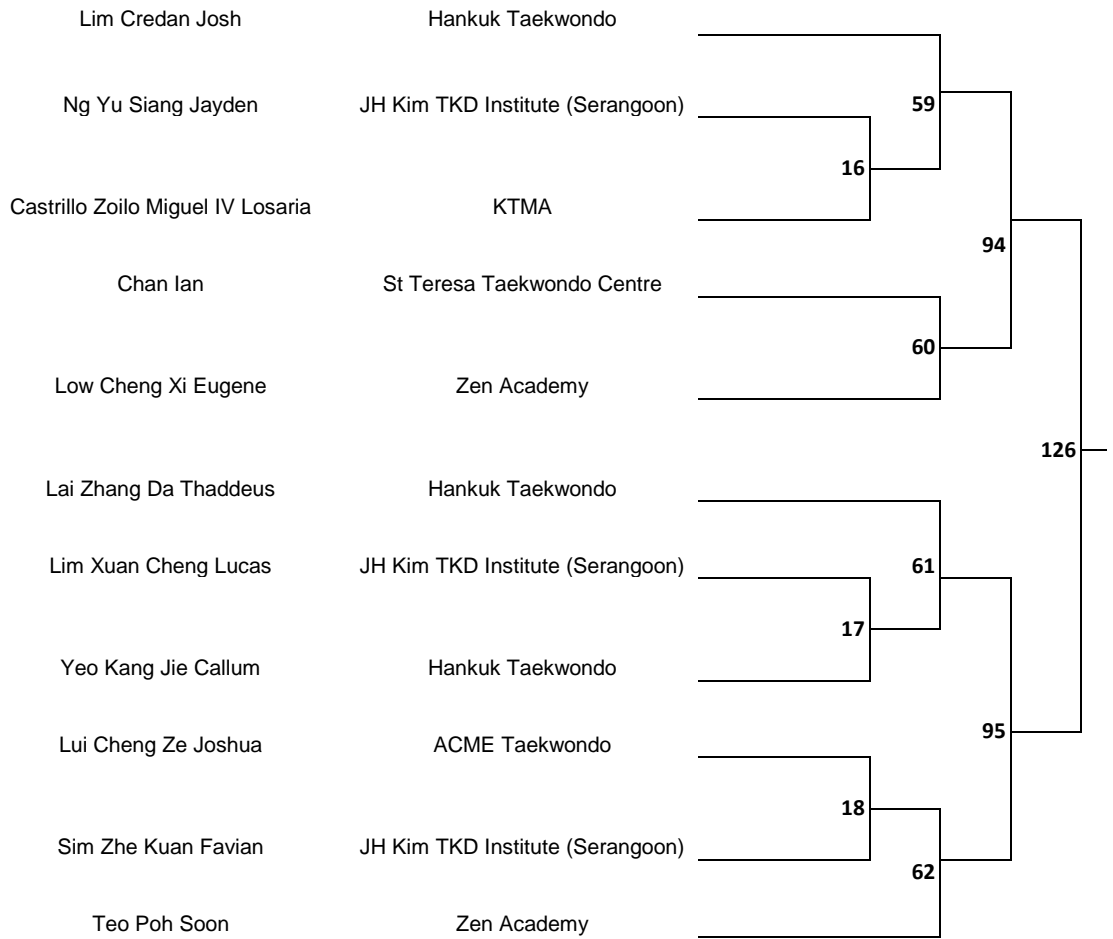 Lim Credan Josh Hankuk Taekwondo
Ng Yu Siang Jayden JH Kim TKD Institute (Serangoon)
59
16
Castrillo Zoilo Miguel IV Losaria KTMA
94
Chan Ian St Teresa Taekwondo Centre
60
Low Cheng Xi Eugene Zen Academy
126
Lai Zhang Da Thaddeus Hankuk Taekwondo
Lim Xuan Cheng Lucas JH Kim TKD Institute (Serangoon)
61
17
Yeo Kang Jie Callum Hankuk Taekwondo
95
Lui Cheng Ze Joshua ACME Taekwondo
18
Sim Zhe Kuan Favian JH Kim TKD Institute (Serangoon)
62
Teo Poh Soon Zen Academy